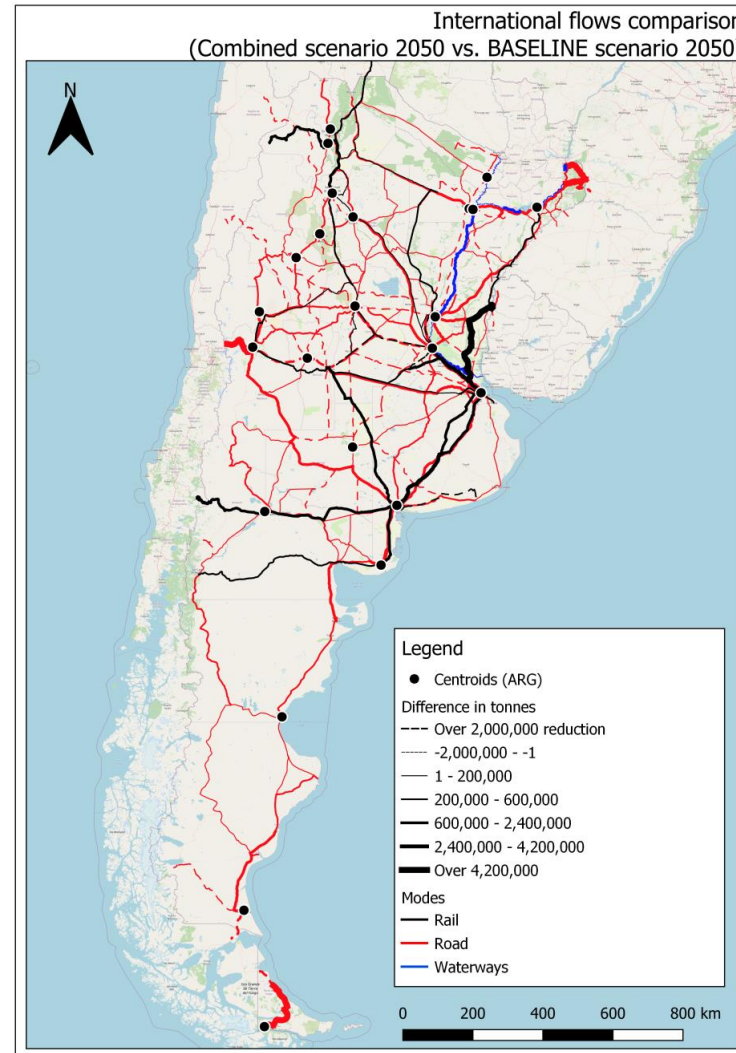 International flows comparison
(Combined scenario 2050 vs. BASELINE scenario 2050)
N
Legend
Centroids (ARG)
Difference in tonnes
Over 2,000,000 reduction
-2,000,000 - -1
1 - 200,000
200,000 - 600,000
600,000 - 2,400,000
2,400,000 - 4,200,000
Over 4,200,000
Modes
Rail
Road
Waterways
0 200 400 600 800 km